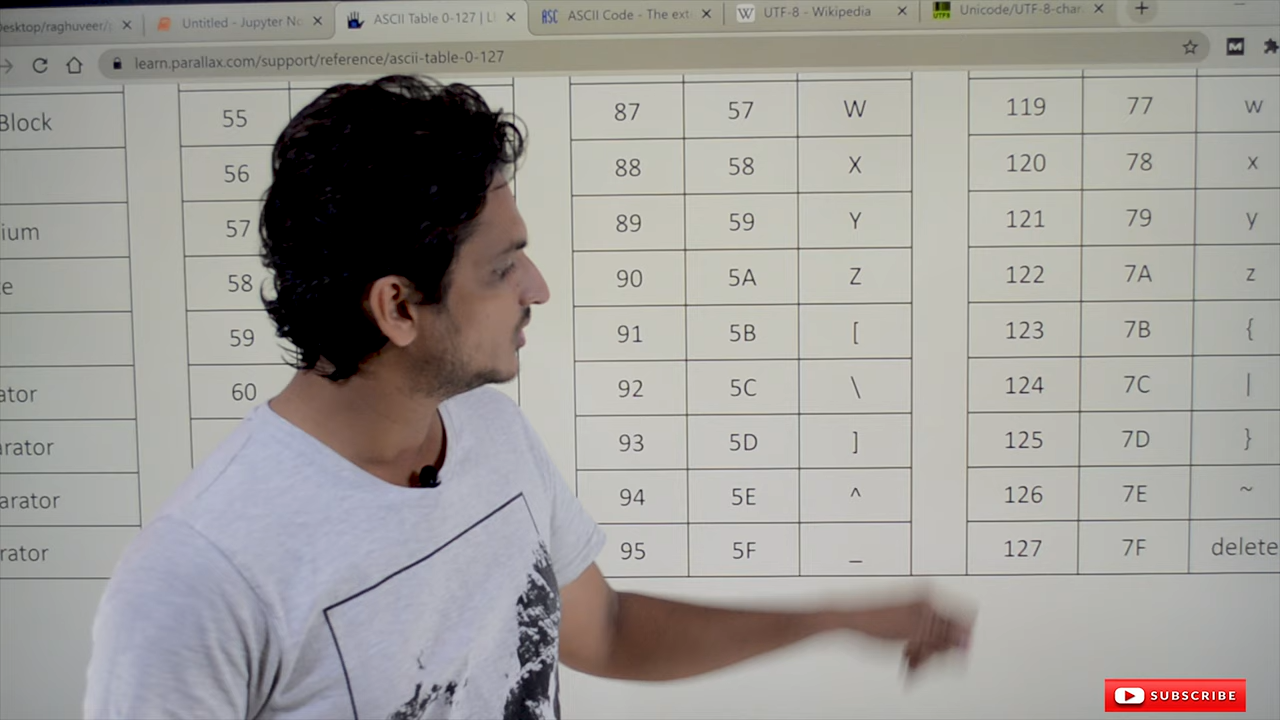 esktop/raghuveer/ Untitled - Jupyter No ASCII Table 0-127 | L ASCII Code - The ext UTF-8 - Wikipedia Unicode/UTF-8-char
learn.parallax.com/support/reference/ascii-table-0-127
Block 55 87 57 W 119 77 w
56 88 58 X 120 78 x
ium 57 89 59 Y 121 79 y
e 58 90 5A Z 122 7A z
59 91 5B [ 123 7B {
ator 60 92 5C \ 124 7C |
arator 93 5D ] 125 7D }
arator 94 5E ^ 126 7E ~
rator 95 5F _ 127 7F delete
SUBSCRIBE